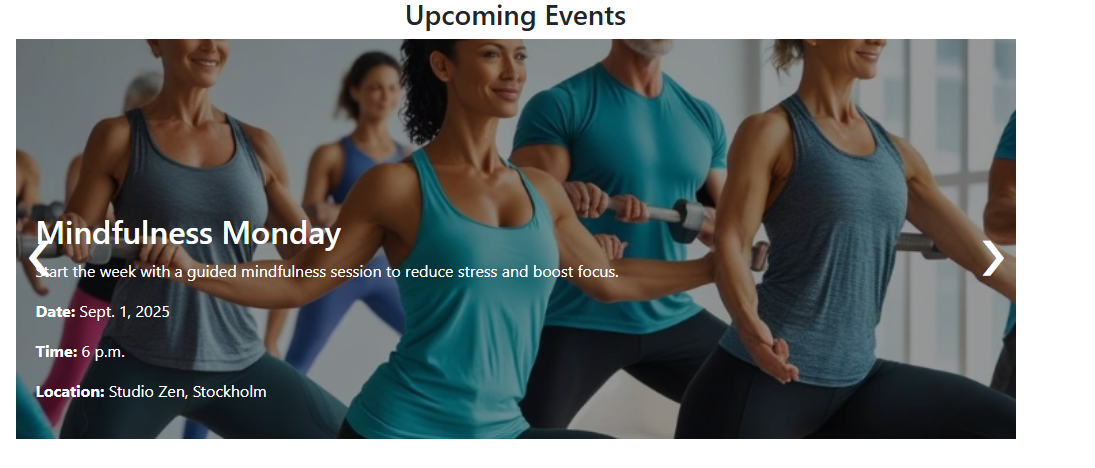 Upcoming Events
Mindfulness Monday
Start the week with a guided mindfulness session to reduce stress and boost focus.
Date: Sept. 1, 2025
Time: 6 p.m.
Location: Studio Zen, Stockholm